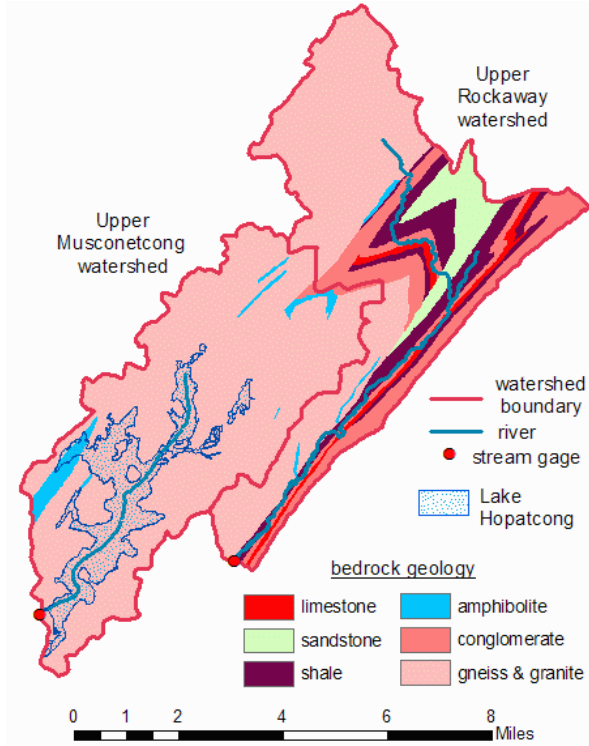 Upper
Rockaway
watershed
Upper
Musconetcong
watershed
watershed
boundary
river
stream gage
Lake
Hopatcong
bedrock geology
limestone
amphibolite
sandstone
conglomerate
shale
gneiss & granite
0 1 2 4 6 8
Miles